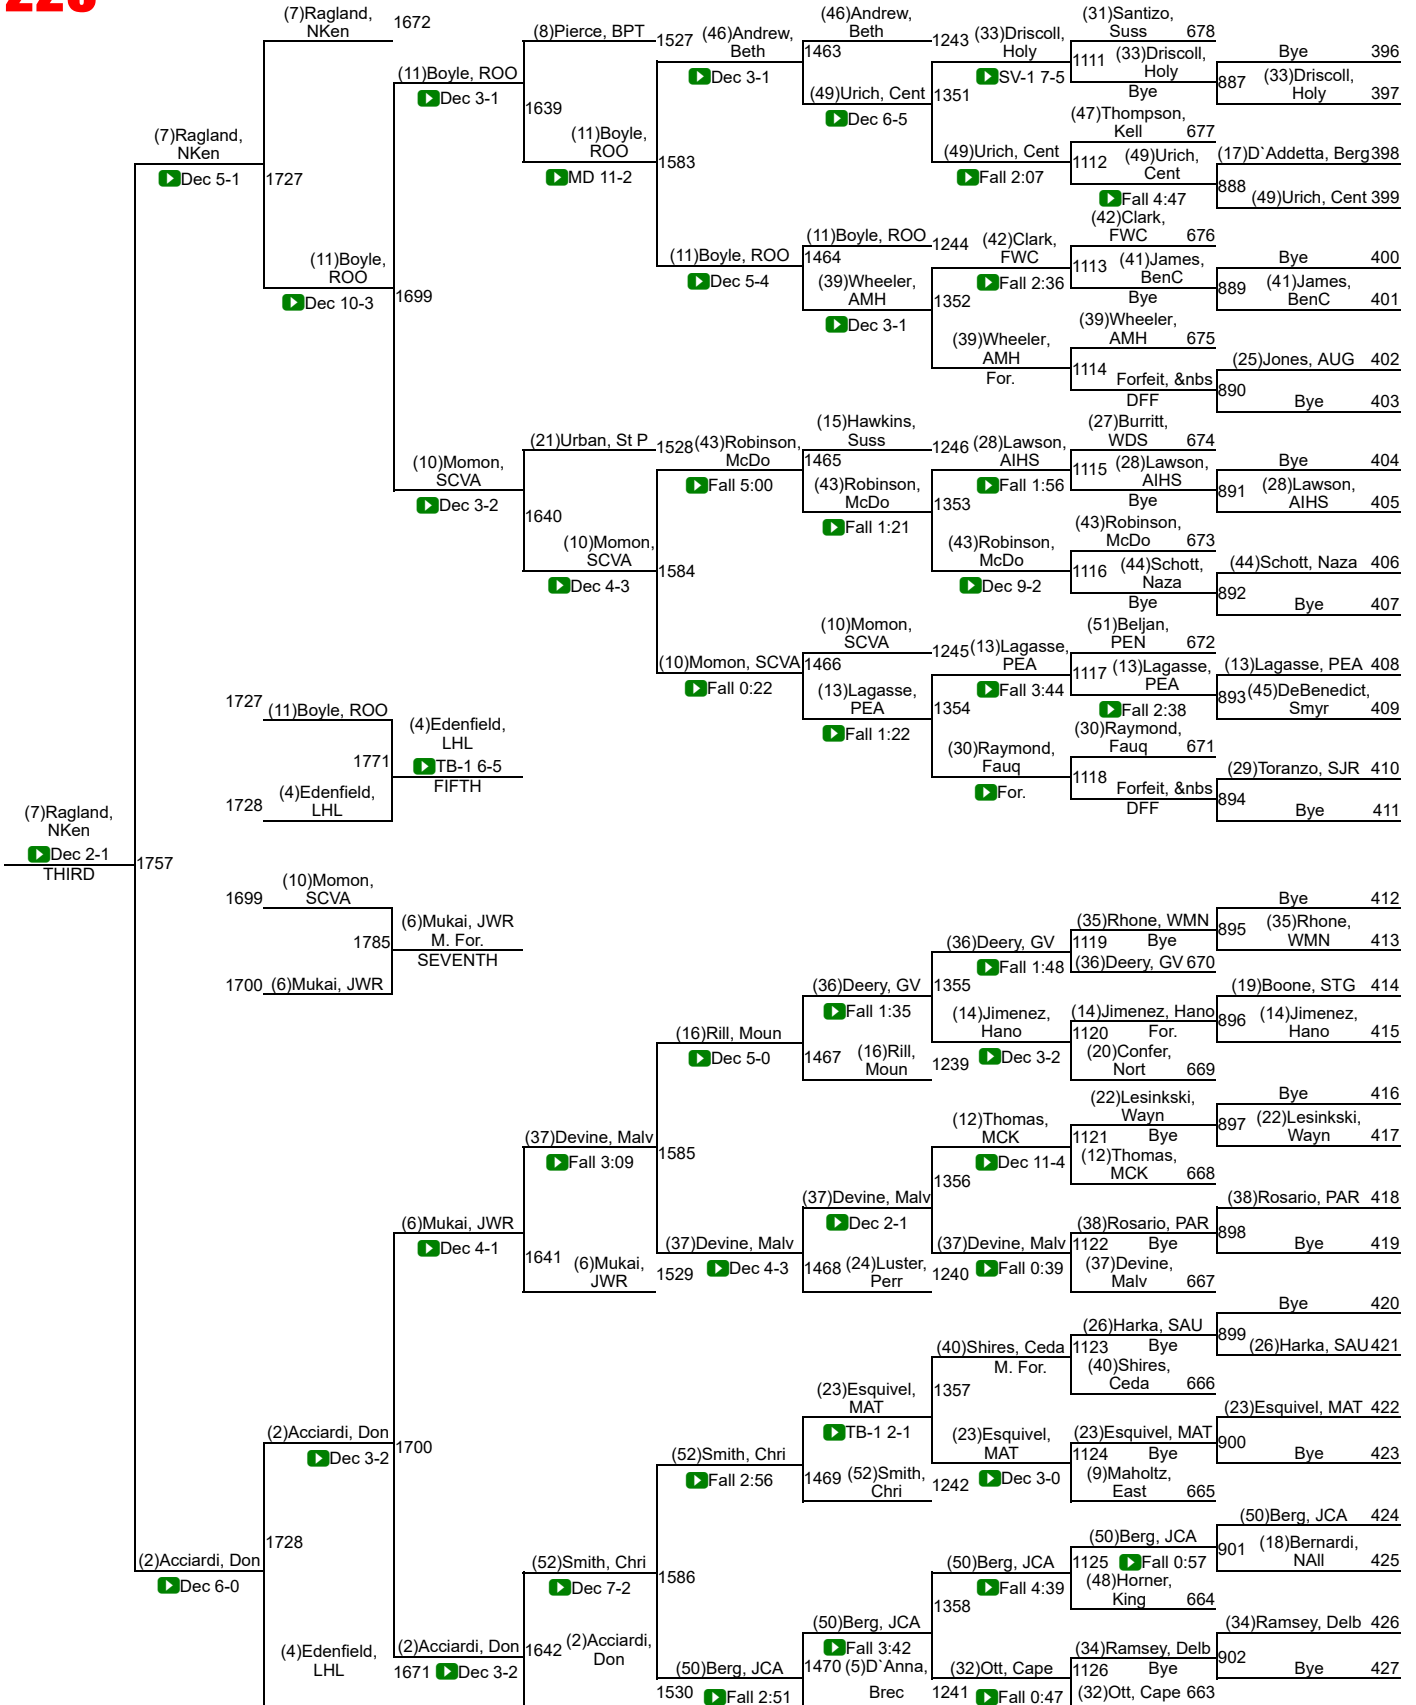 (7)Ragland,
NKen
1672
(8)Pierce, BPT
1527
(46)Andrew,
Beth
Dec 3-1
(46)Andrew,
Beth
1463
1243
(33)Driscoll,
Holy
SV-1 7-5
(31)Santizo,
Suss 678
1111 (33)Driscoll,
Holy
Bye
Bye 396
887 (33)Driscoll,
Holy 397
(11)Boyle, ROO
Dec 3-1
1639
(49)Urich, Cent
Dec 6-5
1351
(47)Thompson,
Kell 677
(11)Boyle,
ROO
MD 11-2
1583
(49)Urich, Cent
Fall 2:07
1112 (49)Urich,
Cent
Fall 4:47
(17)D`Addetta, Berg 398
888
(49)Urich, Cent 399
(7)Ragland,
NKen
Dec 5-1
1727
(11)Boyle, ROO
Dec 5-4
(11)Boyle, ROO
1464
1244
(42)Clark,
FWC
Fall 2:36
(42)Clark,
FWC 676
1113 (41)James,
BenC
Bye
Bye 400
889 (41)James,
BenC 401
(11)Boyle,
ROO
Dec 10-3
1699
(39)Wheeler,
AMH
Dec 3-1
1352
(39)Wheeler,
AMH
For.
(39)Wheeler,
AMH 675
1114
Forfeit, &nbs
DFF
(25)Jones, AUG 402
890
Bye 403
(10)Momon,
SCVA
Dec 3-2
(21)Urban, St P
1528
(43)Robinson,
McDo
Fall 5:00
(15)Hawkins,
Suss
1465
1246
(28)Lawson,
AIHS
Fall 1:56
(27)Burritt,
WDS 674
1115 (28)Lawson,
AIHS
Bye
Bye 404
891 (28)Lawson,
AIHS 405
1640
(10)Momon,
SCVA
Dec 4-3
1584
(43)Robinson,
McDo
Fall 1:21
1353
(43)Robinson,
McDo
Dec 9-2
(43)Robinson,
McDo 673
1116 (44)Schott,
Naza
Bye
(44)Schott, Naza 406
892
Bye 407
(10)Momon, SCVA
Fall 0:22
(10)Momon,
SCVA
1466
1245
(13)Lagasse,
PEA
Fall 3:44
(51)Beljan,
PEN 672
1117 (13)Lagasse,
PEA
Fall 2:38
(13)Lagasse, PEA 408
893 (45)DeBenedict,
Smyr 409
(13)Lagasse,
PEA
Fall 1:22
1354
(30)Raymond,
Fauq
For.
(30)Raymond,
Fauq 671
1118
Forfeit, &nbs
DFF
(29)Toranzo, SJR 410
894
Bye 411
1727 (11)Boyle, ROO
1771
(4)Edenfield,
LHL
TB-1 6-5
FIFTH
1728 (4)Edenfield,
LHL
(7)Ragland,
NKen
Dec 2-1
THIRD
1757
1699
(10)Momon,
SCVA
1785
(6)Mukai, JWR
M. For.
SEVENTH
1700 (6)Mukai, JWR
(16)Rill, Moun
Dec 5-0
(36)Deery, GV
Fall 1:35
(36)Deery, GV
Fall 1:48
1355
(35)Rhone, WMN
1119 Bye
(36)Deery, GV 670
Bye 412
895 (35)Rhone,
WMN 413
1467 (16)Rill,
Moun
1239
(14)Jimenez,
Hano
Dec 3-2
(14)Jimenez, Hano
1120 For.
(20)Confer,
Nort 669
(19)Boone, STG 414
896 (14)Jimenez,
Hano 415
(37)Devine, Malv
Fall 3:09
1585
(12)Thomas,
MCK
Dec 11-4
1356
(22)Lesinkski,
Wayn
1121 Bye
(12)Thomas,
MCK 668
Bye 416
897 (22)Lesinkski,
Wayn 417
(6)Mukai, JWR
Dec 4-1
1641 (6)Mukai,
JWR
1529
(37)Devine, Malv
Dec 4-3
(37)Devine, Malv
Dec 2-1
1468 (24)Luster,
Perr
1240
(37)Devine, Malv
Fall 0:39
(38)Rosario, PAR
1122 Bye
(37)Devine,
Malv 667
(38)Rosario, PAR 418
898
Bye 419
(2)Acciardi, Don
Dec 3-2
1700
(52)Smith, Chri
Fall 2:56
(23)Esquivel,
MAT
TB-1 2-1
(40)Shires, Ceda
M. For.
1357
(26)Harka, SAU
1123 Bye
(40)Shires,
Ceda 666
Bye 420
899
(26)Harka, SAU 421
1469 (52)Smith,
Chri
1242
(23)Esquivel,
MAT
Dec 3-0
(23)Esquivel, MAT
1124 Bye
(9)Maholtz,
East 665
(23)Esquivel, MAT 422
900
Bye 423
(2)Acciardi, Don
Dec 6-0
1728
(52)Smith, Chri
Dec 7-2
1586
(50)Berg, JCA
Fall 4:39
1358
(50)Berg, JCA
1125 Fall 0:57
(48)Horner,
King 664
(50)Berg, JCA 424
901 (18)Bernardi,
NAll 425
(4)Edenfield,
LHL
(2)Acciardi, Don
1671 Dec 3-2
1642 (2)Acciardi,
Don
(50)Berg, JCA
1530 Fall 2:51
(50)Berg, JCA
Fall 3:42
1470 (5)D`Anna,
Brec
1241
(32)Ott, Cape
Fall 0:47
(34)Ramsey, Delb
1126 Bye
(32)Ott, Cape 663
(34)Ramsey, Delb 426
902
Bye 427